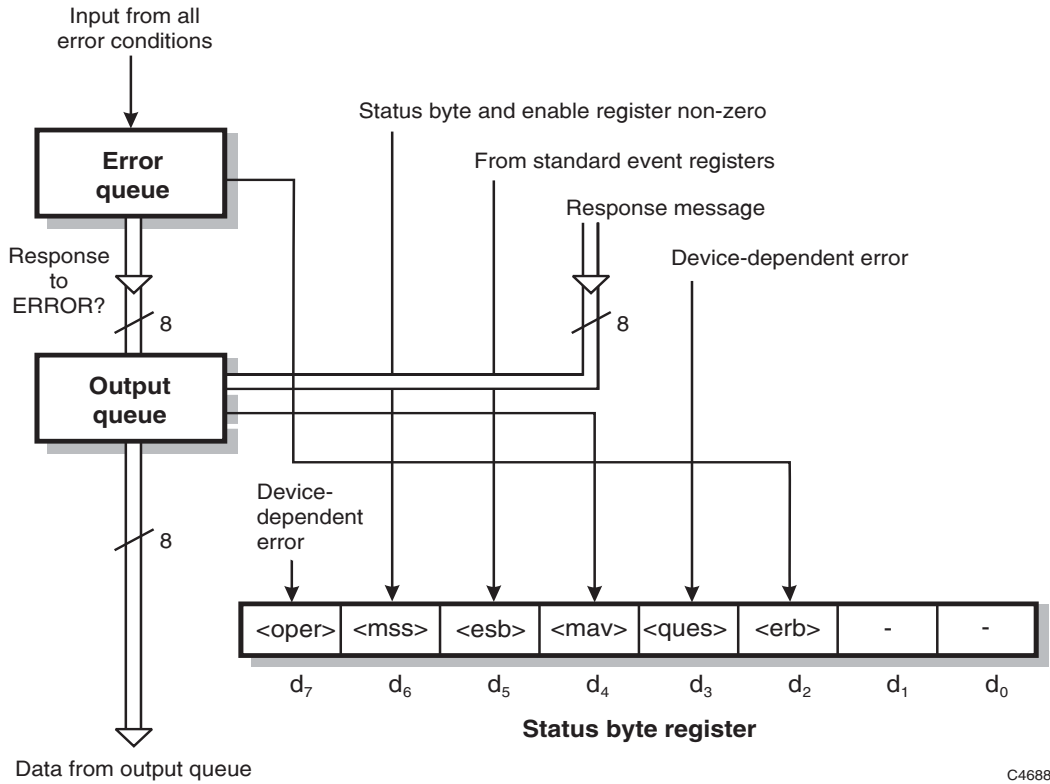 Input from all
error conditions
Status byte and enable register non-zero
Error
queue
From standard event registers
Response message
Response
to
ERROR?
Device-dependent error
8
8
Output
queue
Device-
dependent
error
8
<oper> <mss> <esb> <mav> <ques> <erb> - -
d₇ d₆ d₅ d₄ d₃ d₂ d₁ d₀
Status byte register
Data from output queue
C4688